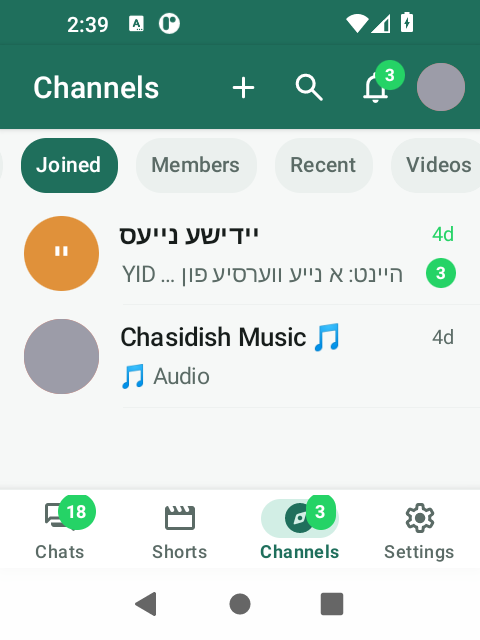 2:39
Channels
3
Joined
Members
Recent
Videos
"
יידישע נייעס
4d
היינט: א נייע ווערסיע פון ... YID
3
Chasidish Music 🎵
4d
🎵 Audio
18
3
Chats
Shorts
Channels
Settings